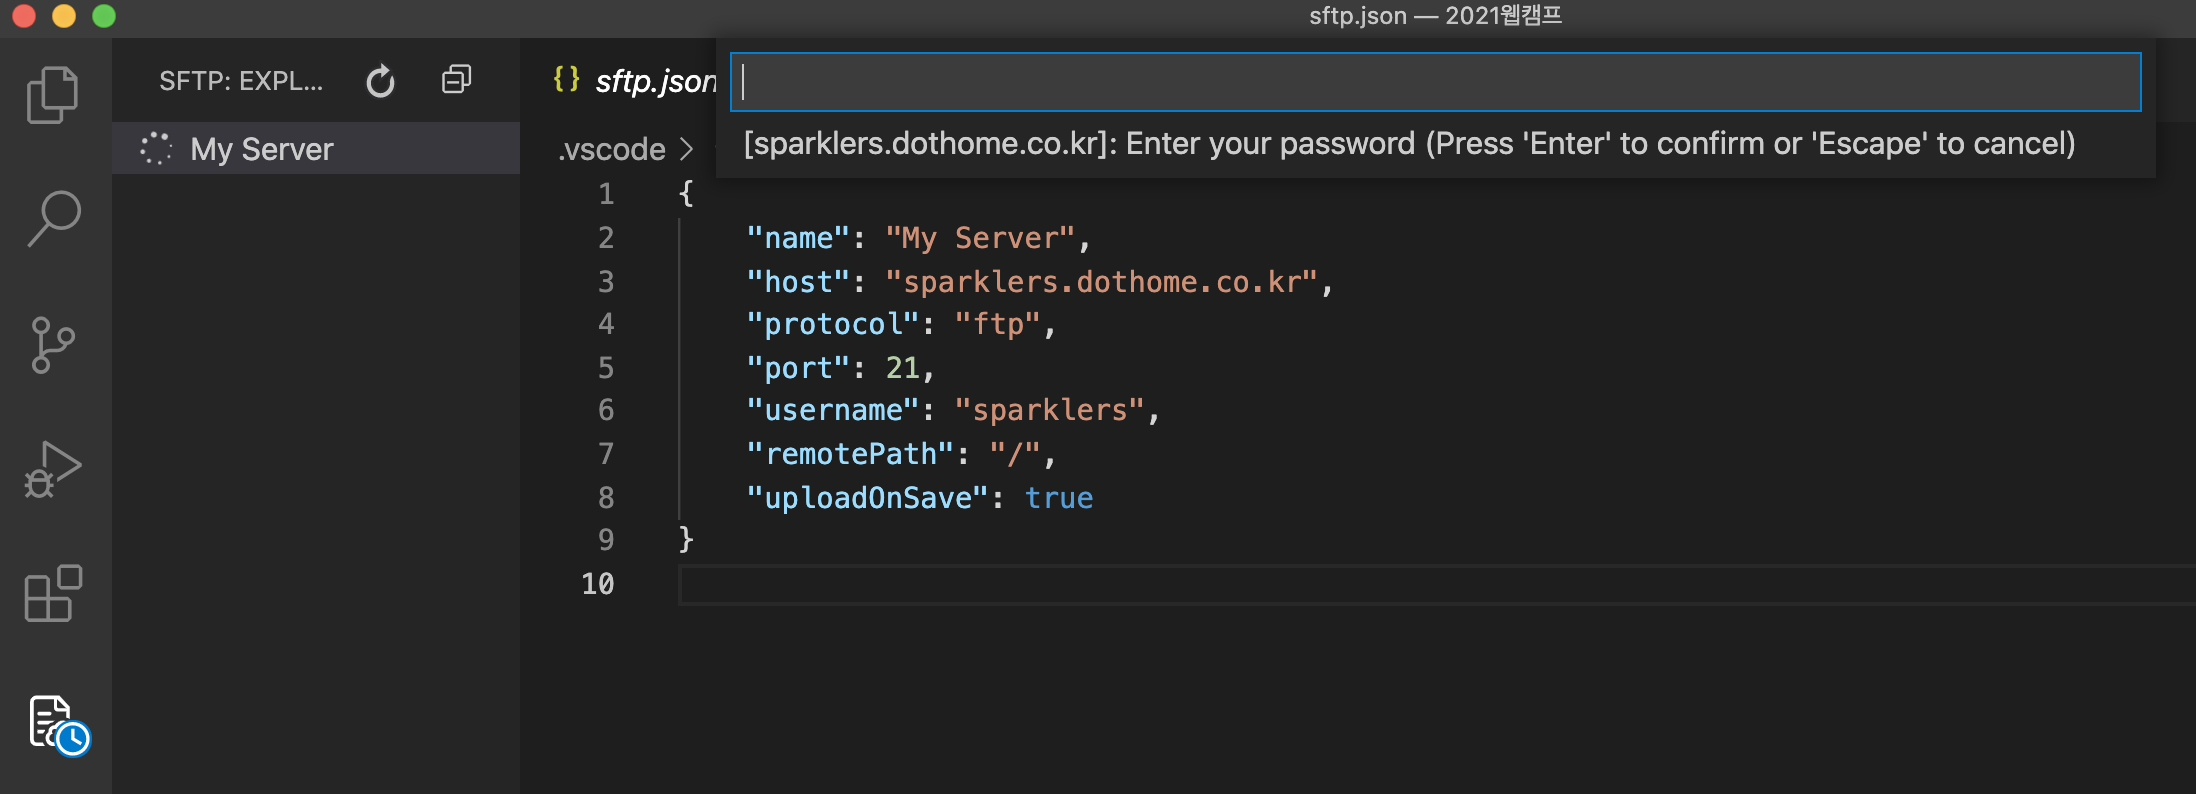 sftp.json — 2021웹캠프
SFTP: EXPL...
My Server
{} sftp.json
[sparklers.dothome.co.kr]: Enter your password (Press 'Enter' to confirm or 'Escape' to cancel)
.vscode >
1 {
2 "name": "My Server",
3 "host": "sparklers.dothome.co.kr",
4 "protocol": "ftp",
5 "port": 21,
6 "username": "sparklers",
7 "remotePath": "/",
8 "uploadOnSave": true
9 }
10